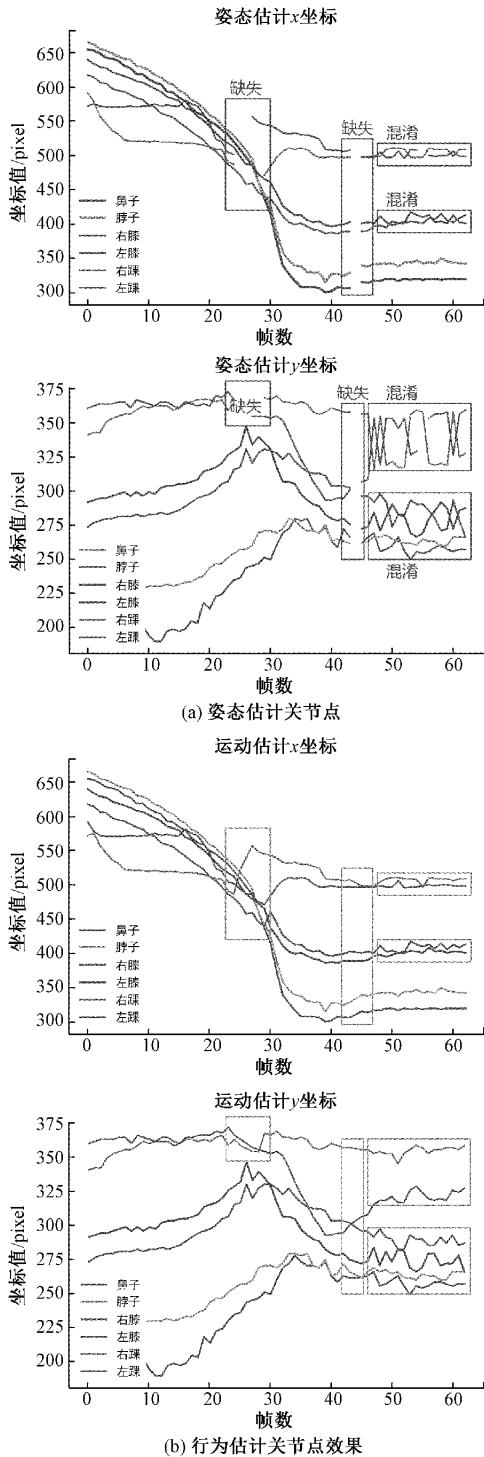 姿态估计x坐标
坐标值/pixel
650
600
550
500
450
400
350
300
缺失
缺失
混淆
混淆
鼻子
脖子
右膝
左膝
右踝
左踝
0 10 20 30 40 50 60
帧数
姿态估计y坐标
坐标值/pixel
375
350
325
300
275
250
225
200
缺失
缺失
混淆
混淆
鼻子
脖子
右膝
左膝
右踝
左踝
0 10 20 30 40 50 60
帧数
(a) 姿态估计关节点
运动估计x坐标
坐标值/pixel
650
600
550
500
450
400
350
300
鼻子
脖子
右膝
左膝
右踝
左踝
0 10 20 30 40 50 60
帧数
运动估计y坐标
坐标值/pixel
375
350
325
300
275
250
225
200
鼻子
脖子
右膝
左膝
右踝
左踝
0 10 20 30 40 50 60
帧数
(b) 行为估计关节点效果